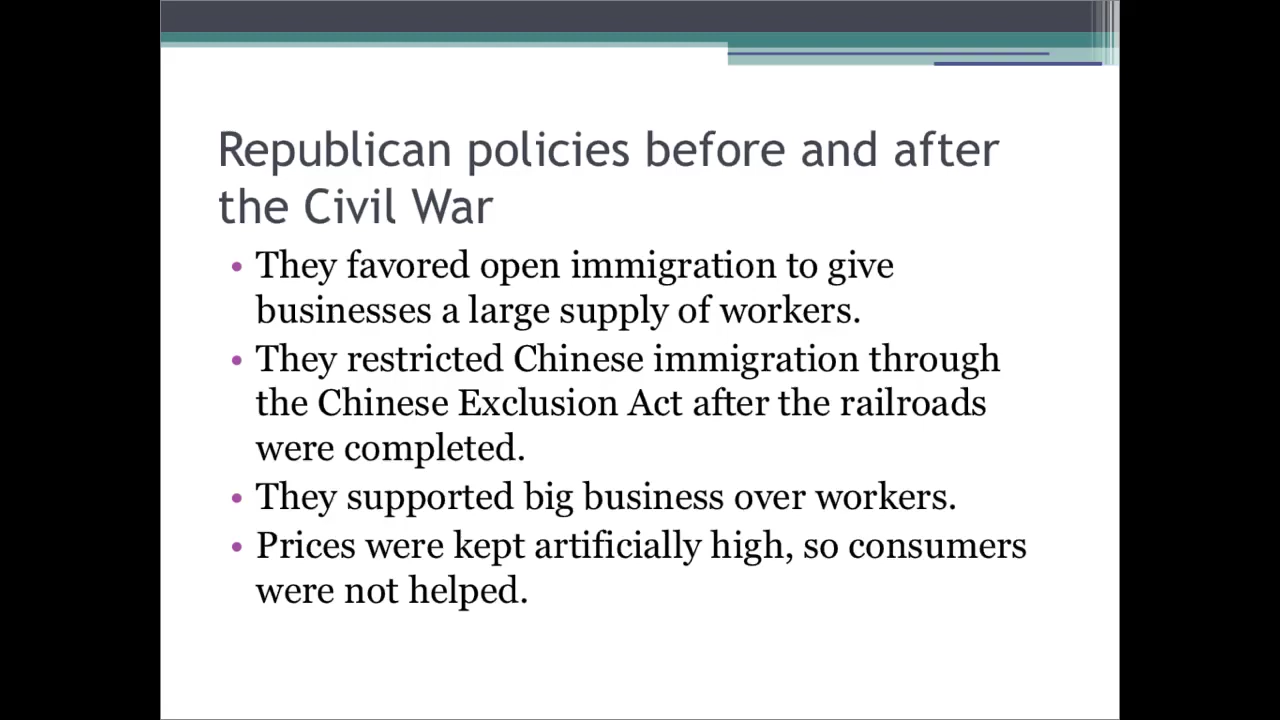 Republican policies before and after
the Civil War
• They favored open immigration to give
businesses a large supply of workers.
• They restricted Chinese immigration through
the Chinese Exclusion Act after the railroads
were completed.
• They supported big business over workers.
• Prices were kept artificially high, so consumers
were not helped.